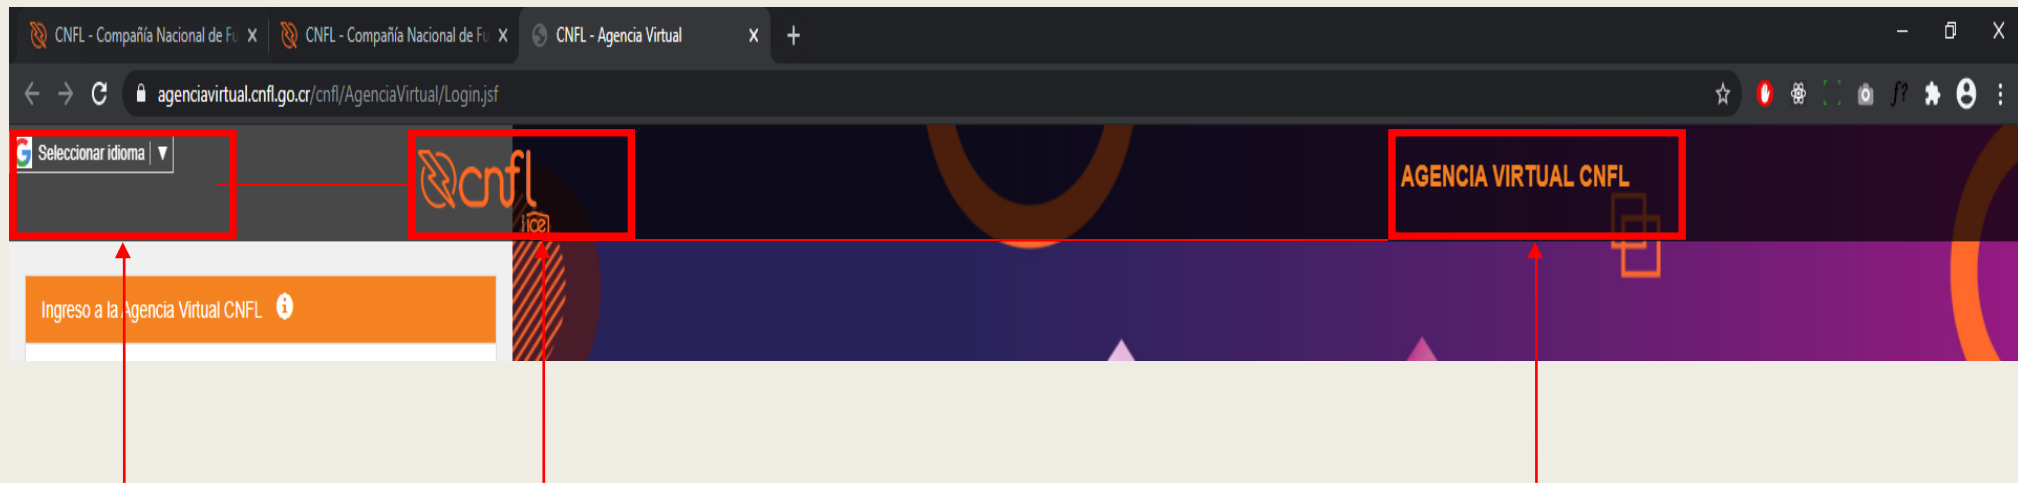 CNFL - Compañía Nacional de Fu
CNFL - Compañía Nacional de Fu
CNFL - Agencia Virtual
agenciavirtual.cnfl.go.cr/cnfl/AgenciaVirtual/Login.jsf
f?
Seleccionar idioma
cnfl
ice
AGENCIA VIRTUAL CNFL
Ingreso a la Agencia Virtual CNFL